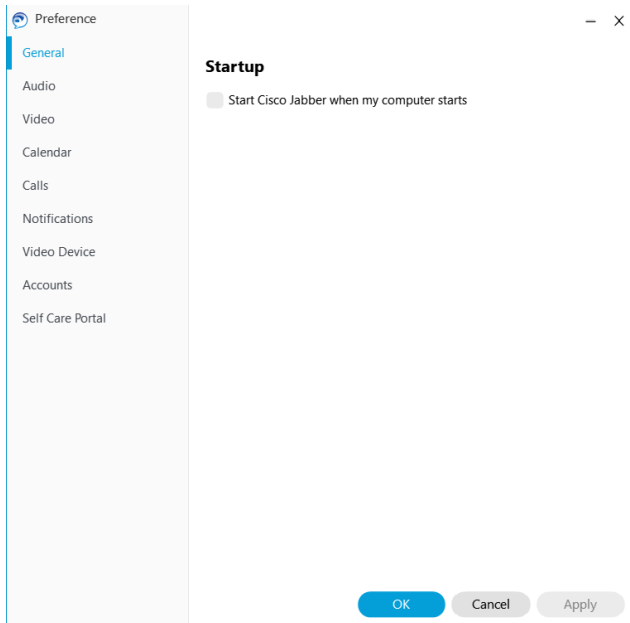 Preference
General
Audio
Video
Calendar
Calls
Notifications
Video Device
Accounts
Self Care Portal
Startup
Start Cisco Jabber when my computer starts
OK Cancel Apply